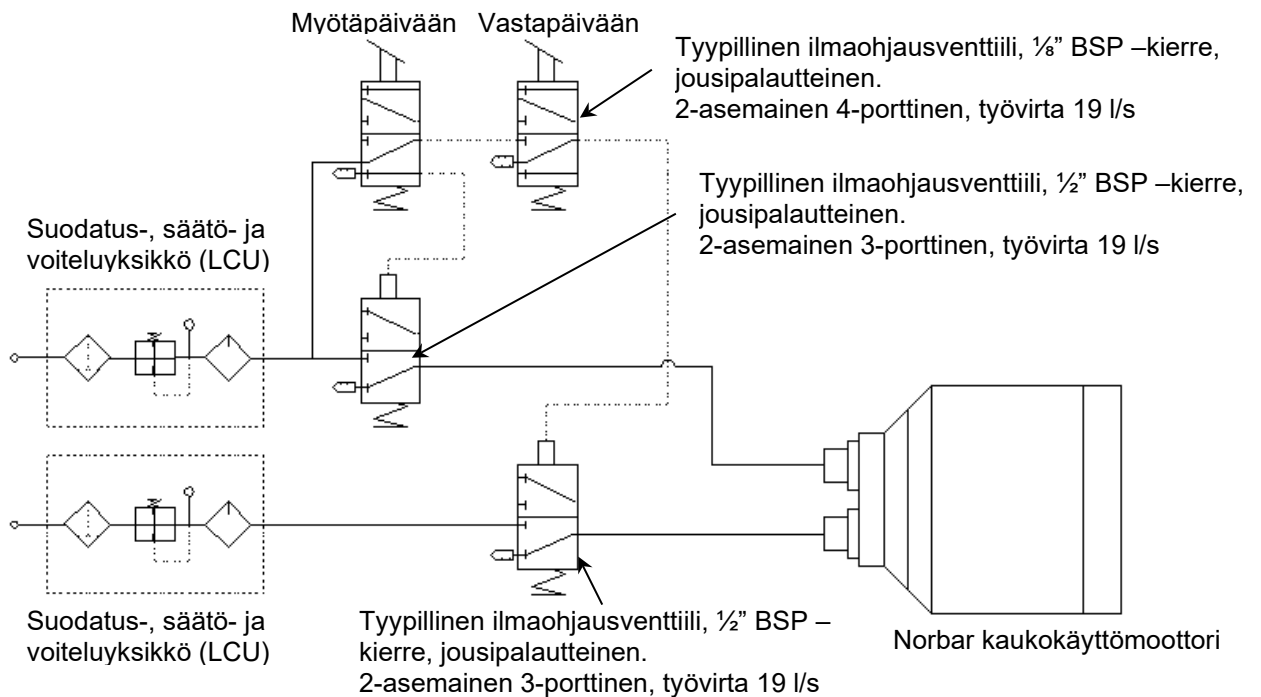 Myötäpäivään Vastapäivään
Tyypillinen ilmaohjausventtiili, ⅛” BSP –kierre,
jousipalautteinen.
2-asemainen 4-porttinen, työvirta 19 l/s
Tyypillinen ilmaohjausventtiili, ½” BSP –kierre,
jousipalautteinen.
2-asemainen 3-porttinen, työvirta 19 l/s
Suodatus-, säätö- ja
voiteluyksikkö (LCU)
Suodatus-, säätö- ja
voiteluyksikkö (LCU)
Tyypillinen ilmaohjausventtiili, ½” BSP –
kierre, jousipalautteinen.
2-asemainen 3-porttinen, työvirta 19 l/s
Norbar kaukokäyttömoottori